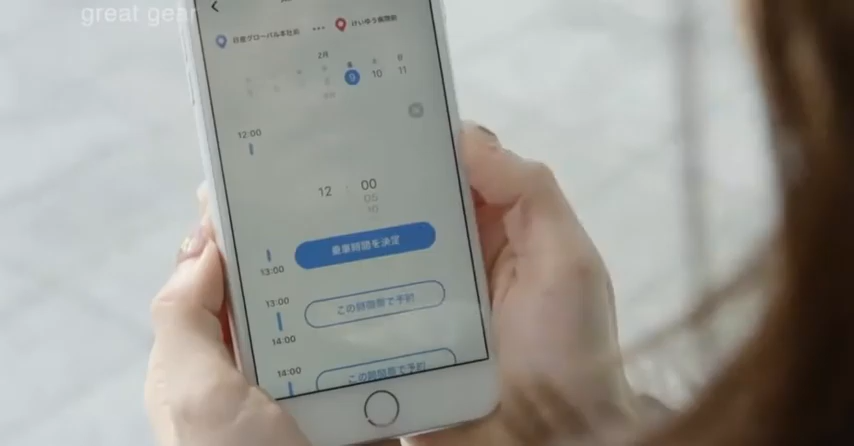 great gear
日産グローバル本社前 ••• けいゆう病院前
2月
9 10 11
12:00
12 : 00
05
10
乗車時間を決定
13:00
13:00
この時間帯で予約
14:00
14:00
この時間帯で予約